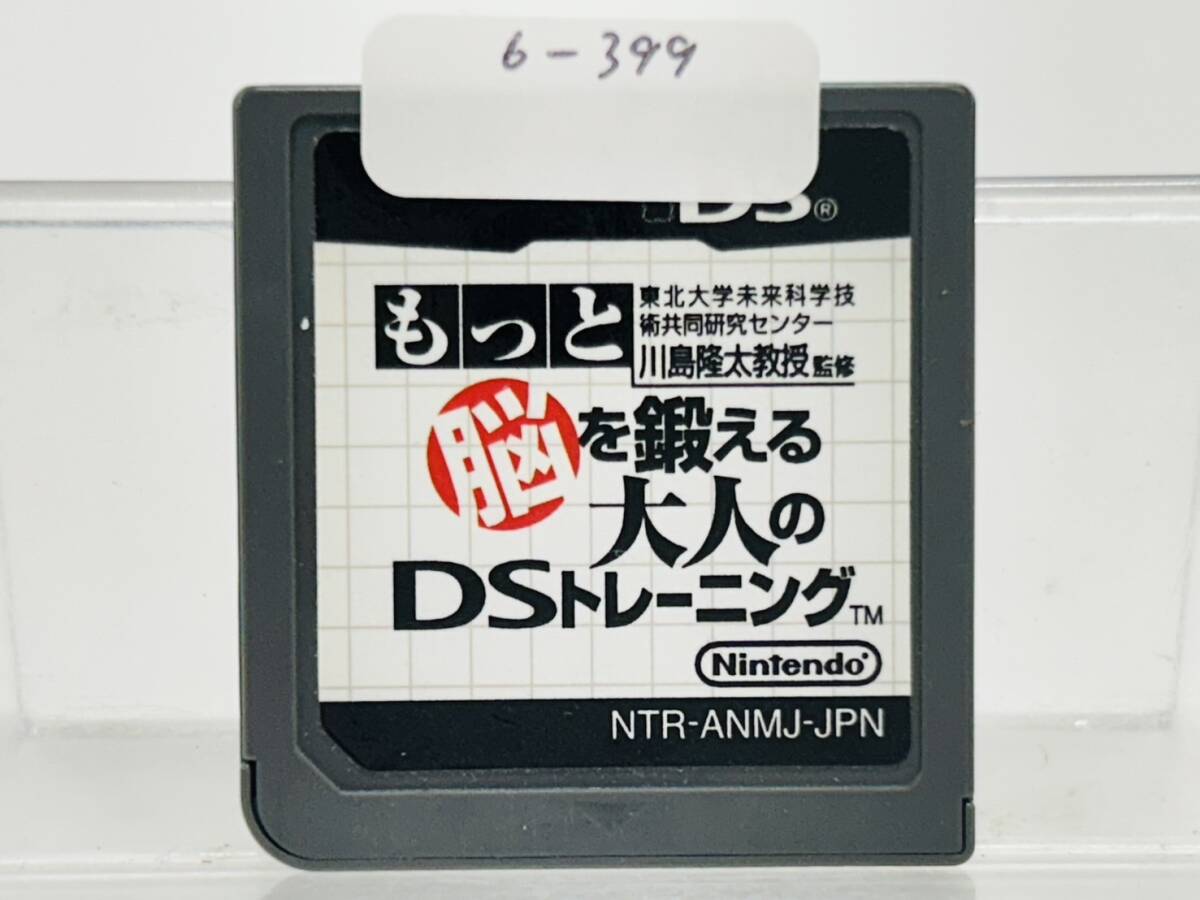 6-399
DS®
もっと
東北大学未来科学技
術共同研究センター
川島隆太教授監修
脳を鍛える
大人の
DSトレーニング™
Nintendo®
NTR-ANMJ-JPN